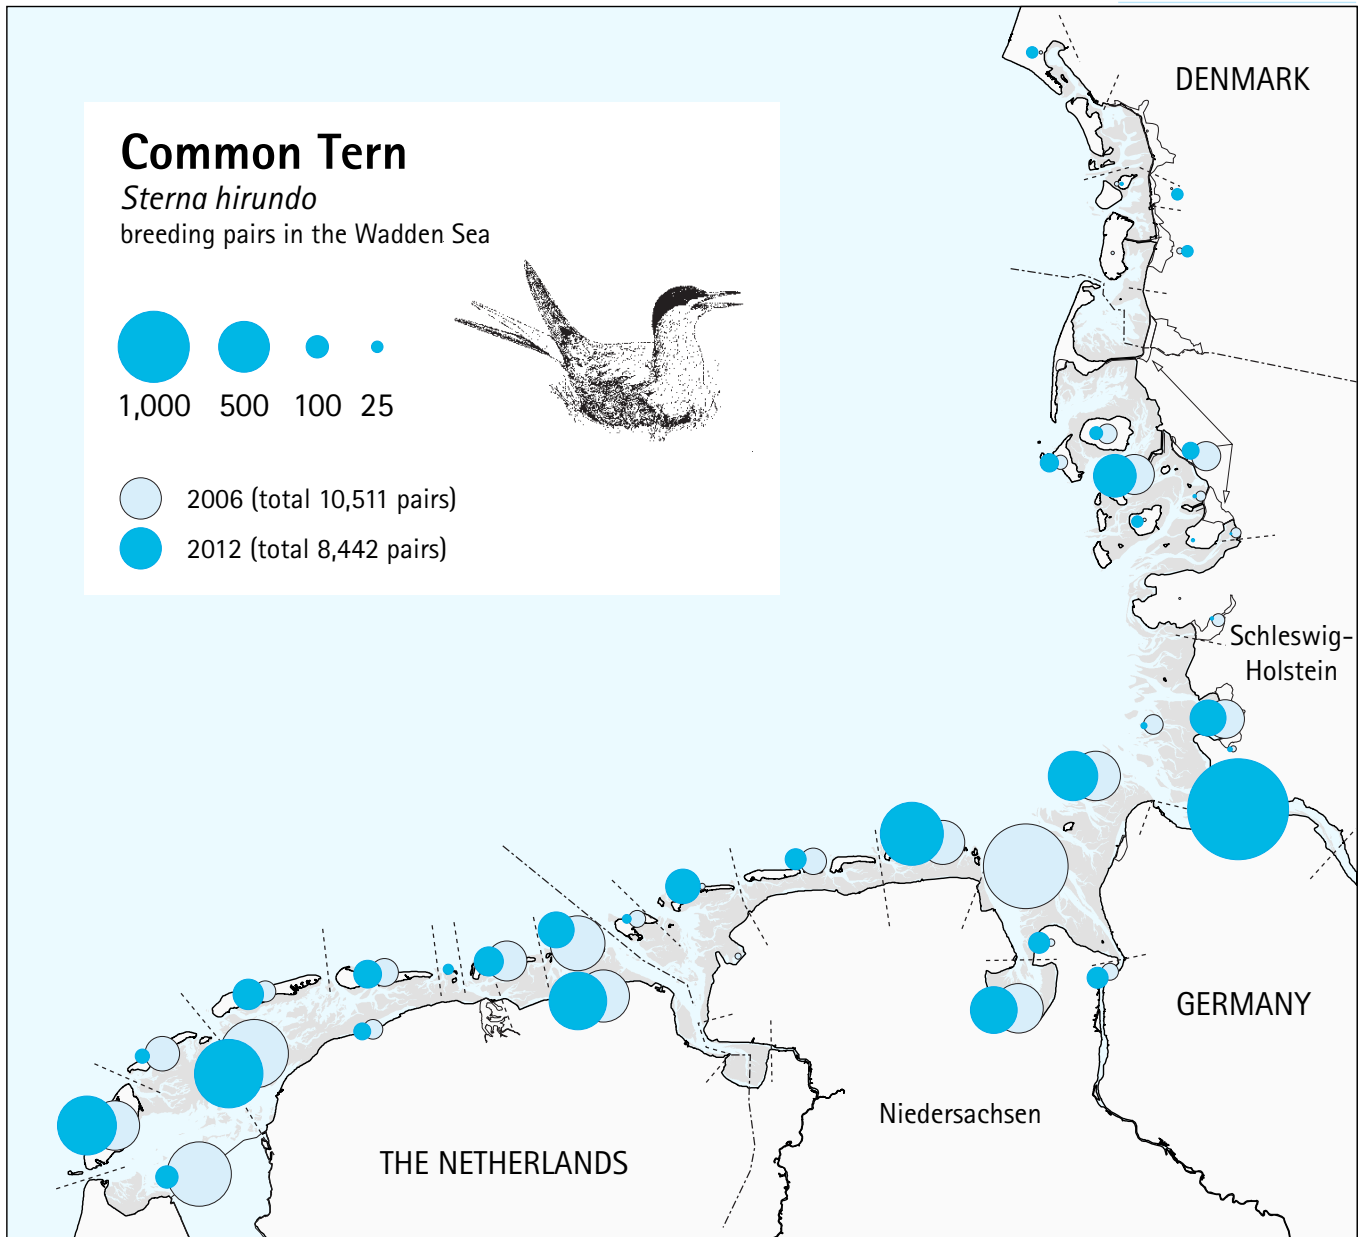 DENMARK
Common Tern
Sterna hirundo
breeding pairs in the Wadden Sea
1,000 500 100 25
2006 (total 10,511 pairs)
2012 (total 8,442 pairs)
Schleswig-
Holstein
GERMANY
Niedersachsen
THE NETHERLANDS